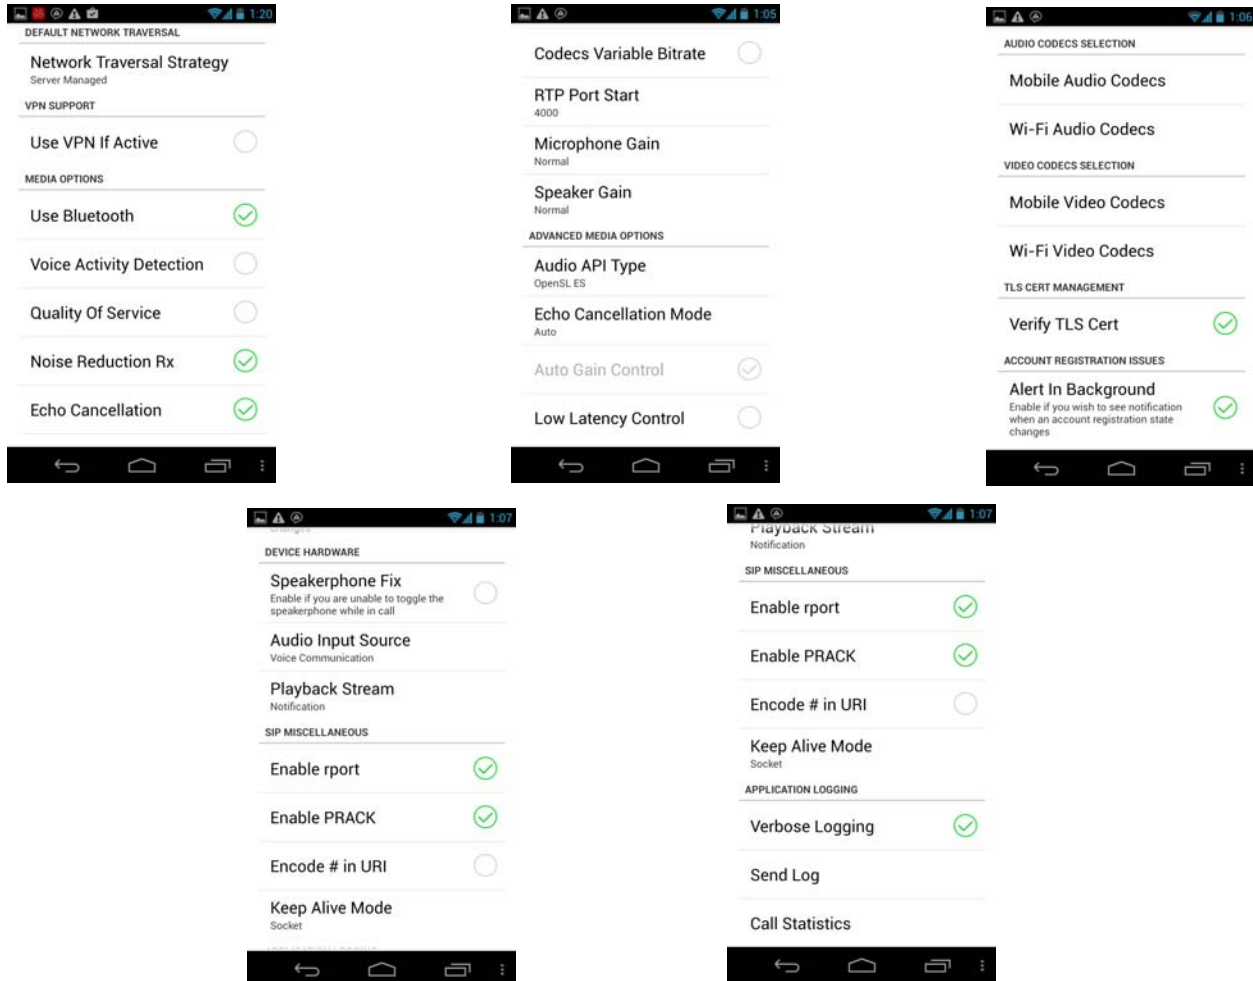 1:20
DEFAULT NETWORK TRAVERSAL
Network Traversal Strategy
Server Managed
VPN SUPPORT
Use VPN If Active
MEDIA OPTIONS
Use Bluetooth
Voice Activity Detection
Quality Of Service
Noise Reduction Rx
Echo Cancellation
1:05
Codecs Variable Bitrate
RTP Port Start
4000
Microphone Gain
Normal
Speaker Gain
Normal
ADVANCED MEDIA OPTIONS
Audio API Type
OpenSL ES
Echo Cancellation Mode
Auto
Auto Gain Control
Low Latency Control
1:06
AUDIO CODECS SELECTION
Mobile Audio Codecs
Wi-Fi Audio Codecs
VIDEO CODECS SELECTION
Mobile Video Codecs
Wi-Fi Video Codecs
TLS CERT MANAGEMENT
Verify TLS Cert
ACCOUNT REGISTRATION ISSUES
Alert In Background
Enable if you wish to see notification
when an account registration state
changes
1:07
changes
DEVICE HARDWARE
Speakerphone Fix
Enable if you are unable to toggle the
speakerphone while in call
Audio Input Source
Voice Communication
Playback Stream
Notification
SIP MISCELLANEOUS
Enable rport
Enable PRACK
Encode # in URI
Keep Alive Mode
Socket
APPLICATION LOGGING
1:07
Playback Stream
Notification
SIP MISCELLANEOUS
Enable rport
Enable PRACK
Encode # in URI
Keep Alive Mode
Socket
APPLICATION LOGGING
Verbose Logging
Send Log
Call Statistics